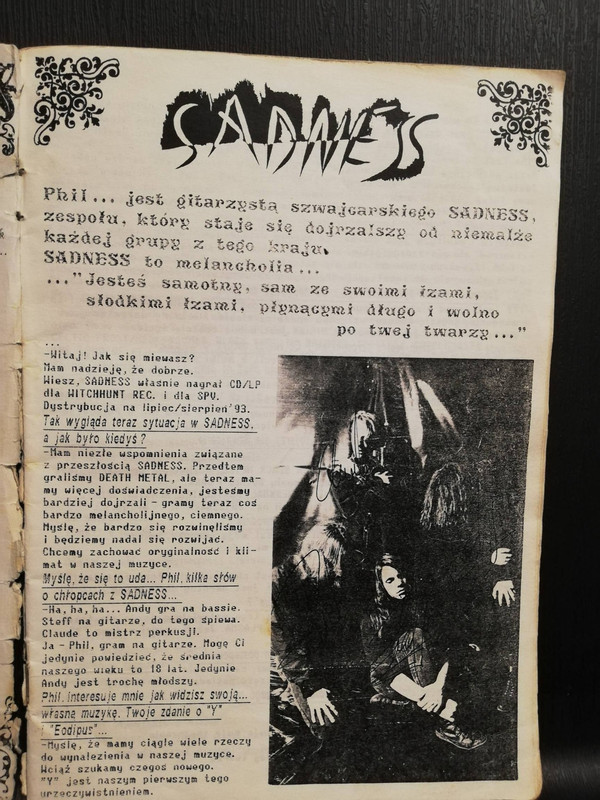 SADNESS
Phil... jest gitarzystą szwajcarskiego SADNESS,
zespołu, który staje się dojrzalszy od niemalże
każdej grupy z tego kraju.
SADNESS to melancholia...
..."Jesteś samotny, sam ze swoimi łzami,
słodkimi łzami, płynącymi długo i wolno
po twej twarzy..."
...
-Witaj! Jak się miewasz?
Mam nadzieję, że dobrze.
Wiesz, SADNESS właśnie nagrał CD/LP
dla WITCHHUNT REC. i dla SPV.
Dystrybucja na lipiec/sierpień'93.
Tak wygląda teraz sytuacja w SADNESS,
a jak było kiedyś?
-Mam niezłe wspomnienia związane
z przeszłością SADNESS. Przedtem
graliśmy DEATH METAL, ale teraz ma-
my więcej doświadczenia, jesteśmy
bardziej dojrzali - gramy teraz coś
bardzo melancholijnego, ciemnego.
Myślę, że bardzo się rozwinęliśmy
i będziemy nadal się rozwijać.
Chcemy zachować oryginalność i kli-
mat w naszej muzyce.
Myślę, że się to uda... Phil, kilka słów
o chłopcach z SADNESS...
-Ha, ha, ha... Andy gra na bassie.
Steff na gitarze, do tego śpiewa.
Claude to mistrz perkusji.
Ja - Phil, gram na gitarze. Mogę Ci
jedynie powiedzieć, że średnia
naszego wieku to 18 lat. Jedynie
Andy jest trochę młodszy.
Phil, interesuje mnie jak widzisz swoją...
własną muzykę. Twoje zdanie o "Y"
i "Eodipus"...
-Myślę, że mamy ciągle wiele rzeczy
do wynalezienia w naszej muzyce.
Wciąż szukamy czegoś nowego.
"Y" jest naszym pierwszym tego
urzeczywistnieniem.